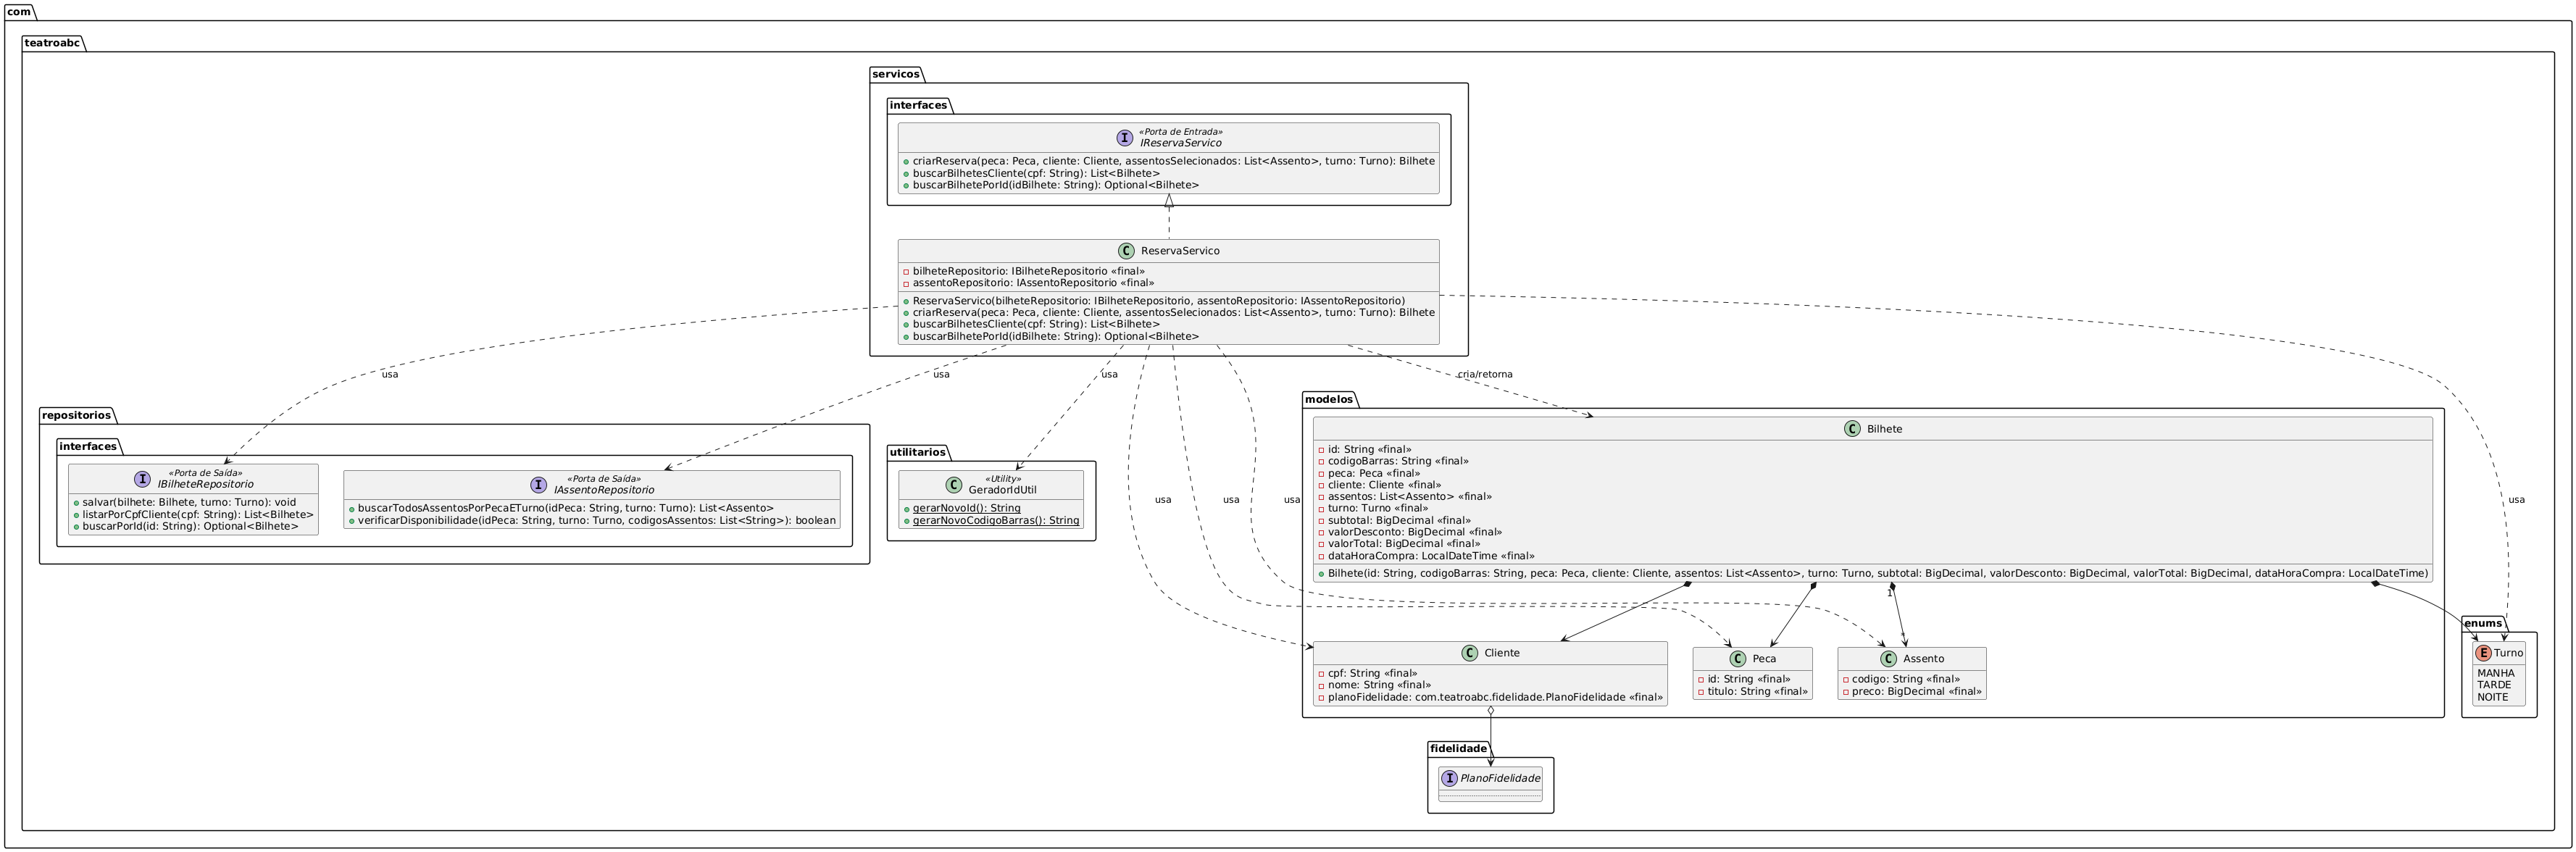 com
teatroabc
servicos
interfaces
«Porta de Entrada»
I
IReservaServico
criarReserva(peca: Peca, cliente: Cliente, assentosSelecionados: List<Assento>, turno: Turno): Bilhete
buscarBilhetesCliente(cpf: String): List<Bilhete>
buscarBilhetePorId(idBilhete: String): Optional<Bilhete>
C ReservaServico
bilheteRepositorio: IBilheteRepositorio «final»
assentoRepositorio: IAssentoRepositorio «final»
ReservaServico(bilheteRepositorio: IBilheteRepositorio, assentoRepositorio: IAssentoRepositorio)
criarReserva(peca: Peca, cliente: Cliente, assentosSelecionados: List<Assento>, turno: Turno): Bilhete
buscarBilhetesCliente(cpf: String): List<Bilhete>
buscarBilhetePorId(idBilhete: String): Optional<Bilhete>
usa
usa
usa
cria/retorna
repositorios
interfaces
«Porta de Saída»
I
IBilheteRepositorio
salvar(bilhete: Bilhete, turno: Turno): void
listarPorCpfCliente(cpf: String): List<Bilhete>
buscarPorId(id: String): Optional<Bilhete>
«Porta de Saída»
I
IAssentoRepositorio
buscarTodosAssentosPorPecaETurno(idPeca: String, turno: Turno): List<Assento>
verificarDisponibilidade(idPeca: String, turno: Turno, codigosAssentos: List<String>): boolean
utilitarios
«Utility»
C
GeradorIdUtil
gerarNovoId(): String
gerarNovoCodigoBarras(): String
usa
usa
usa
usa
modelos
C Bilhete
id: String «final»
codigoBarras: String «final»
peca: Peca «final»
cliente: Cliente «final»
assentos: List<Assento> «final»
turno: Turno «final»
subtotal: BigDecimal «final»
valorDesconto: BigDecimal «final»
valorTotal: BigDecimal «final»
dataHoraCompra: LocalDateTime «final»
Bilhete(id: String, codigoBarras: String, peca: Peca, cliente: Cliente, assentos: List<Assento>, turno: Turno, subtotal: BigDecimal, valorDesconto: BigDecimal, valorTotal: BigDecimal, dataHoraCompra: LocalDateTime)
1
C Cliente
cpf: String «final»
nome: String «final»
planoFidelidade: com.teatroabc.fidelidade.PlanoFidelidade «final»
C Peca
id: String «final»
titulo: String «final»
C Assento
codigo: String «final»
preco: BigDecimal «final»
enums
E Turno
MANHA
TARDE
NOITE
fidelidade
I PlanoFidelidade